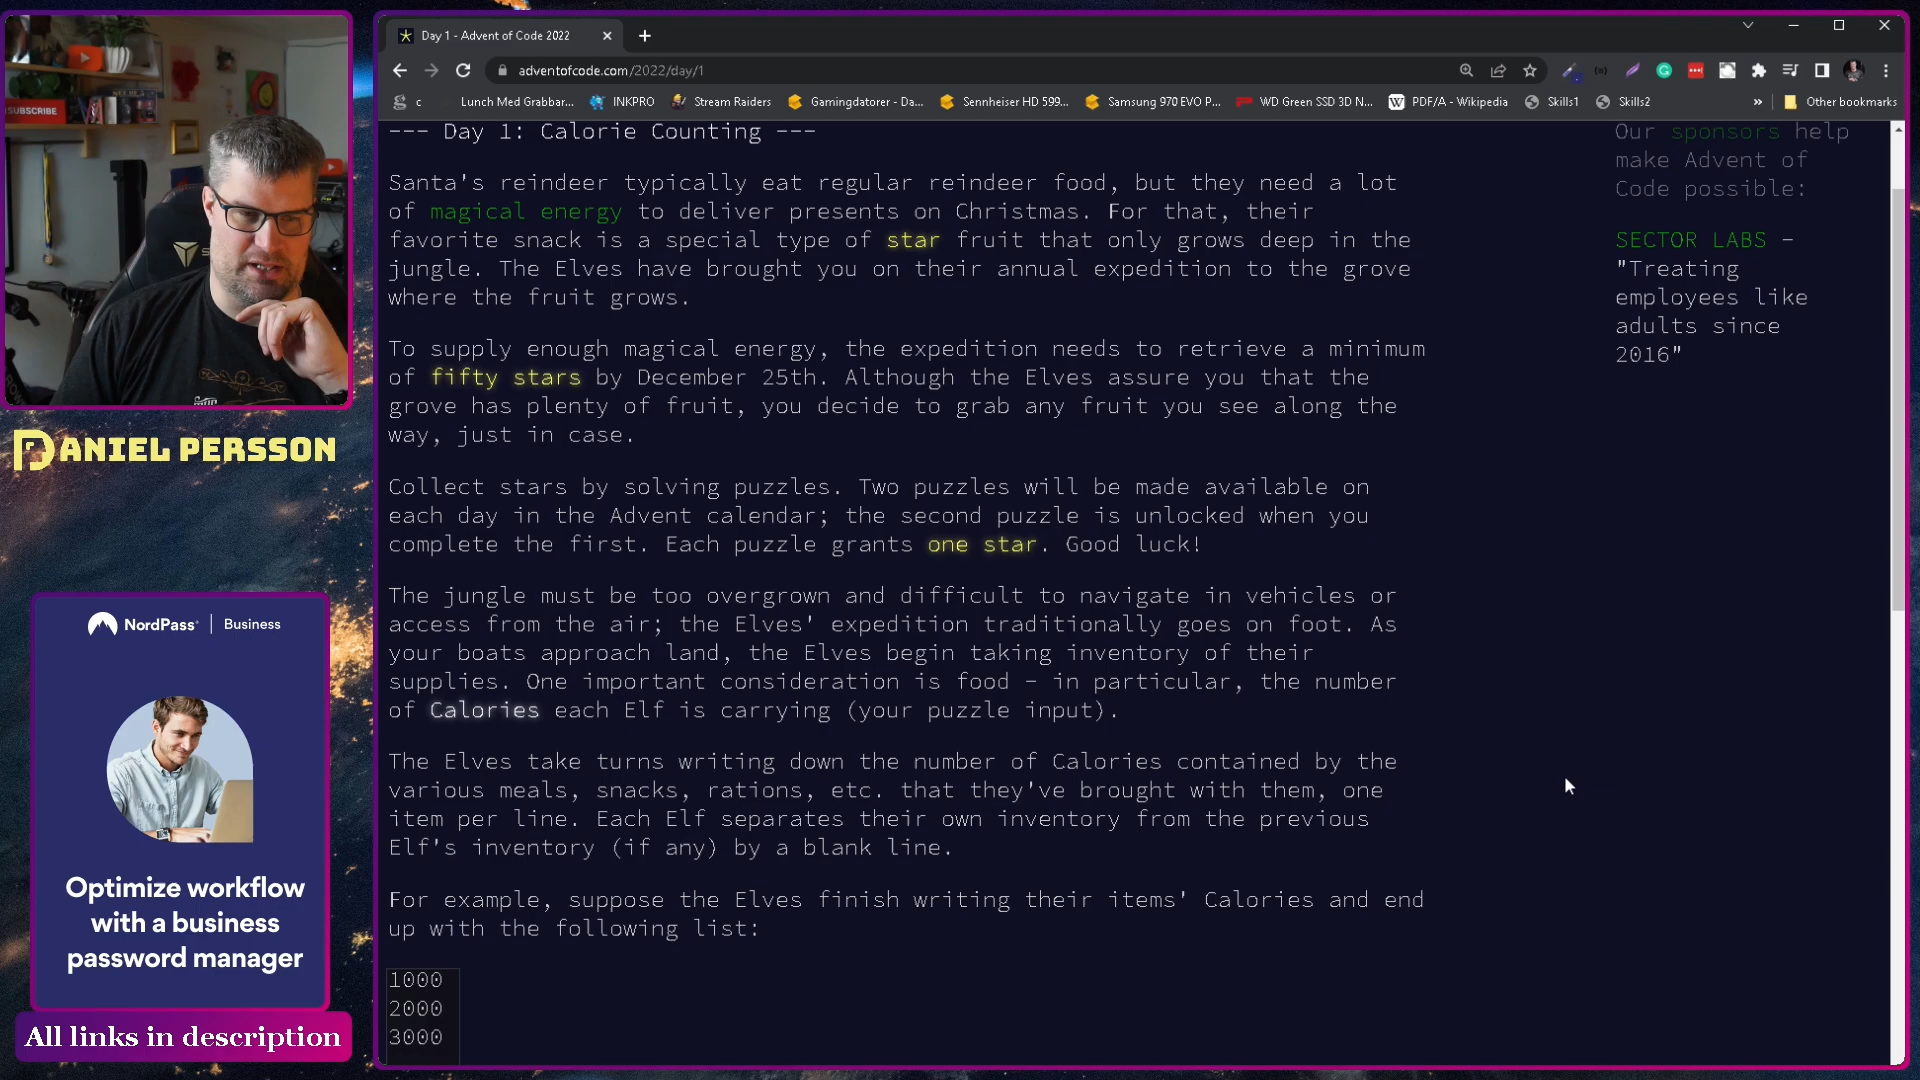 Day 1 - Advent of Code 2022
adventofcode.com/2022/day/1
c
Lunch Med Grabbar...
INKPRO
Stream Raiders
Gamingdatorer - Da...
Sennheiser HD 599...
Samsung 970 EVO P...
WD Green SSD 3D N...
PDF/A - Wikipedia
Skills1
Skills2
»
Other bookmarks
--- Day 1: Calorie Counting ---
Santa's reindeer typically eat regular reindeer food, but they need a lot
of magical energy to deliver presents on Christmas. For that, their
favorite snack is a special type of star fruit that only grows deep in the
jungle. The Elves have brought you on their annual expedition to the grove
where the fruit grows.
To supply enough magical energy, the expedition needs to retrieve a minimum
of fifty stars by December 25th. Although the Elves assure you that the
grove has plenty of fruit, you decide to grab any fruit you see along the
way, just in case.
Collect stars by solving puzzles. Two puzzles will be made available on
each day in the Advent calendar; the second puzzle is unlocked when you
complete the first. Each puzzle grants one star. Good luck!
The jungle must be too overgrown and difficult to navigate in vehicles or
access from the air; the Elves' expedition traditionally goes on foot. As
your boats approach land, the Elves begin taking inventory of their
supplies. One important consideration is food - in particular, the number
of Calories each Elf is carrying (your puzzle input).
The Elves take turns writing down the number of Calories contained by the
various meals, snacks, rations, etc. that they've brought with them, one
item per line. Each Elf separates their own inventory from the previous
Elf's inventory (if any) by a blank line.
For example, suppose the Elves finish writing their items' Calories and end
up with the following list:
1000
2000
3000
Our sponsors help
make Advent of
Code possible:
SECTOR LABS -
"Treating
employees like
adults since
2016"
SUBSCRIBE
DANIEL PERSSON
NordPass | Business
Optimize workflow
with a business
password manager
All links in description